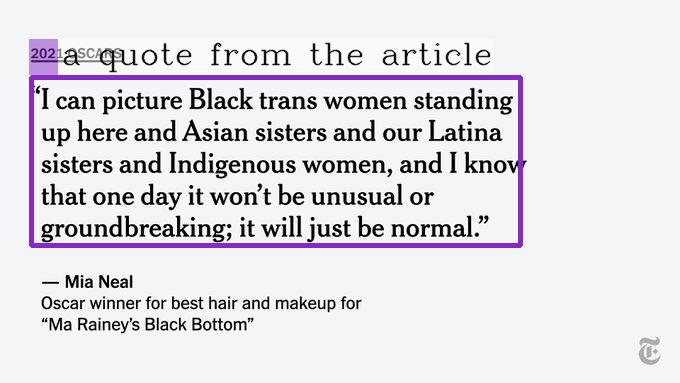 2021 OSCARS
a quote from the article
“I can picture Black trans women standing
up here and Asian sisters and our Latina
sisters and Indigenous women, and I know
that one day it won’t be unusual or
groundbreaking; it will just be normal.”
— Mia Neal
Oscar winner for best hair and makeup for
“Ma Rainey’s Black Bottom”
T